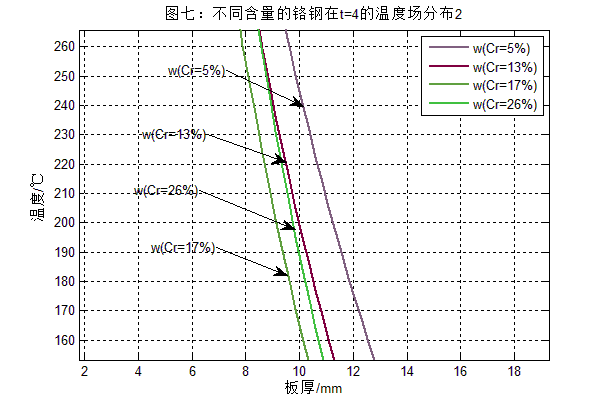 图七：不同含量的铬钢在t=4的温度场分布2
260
250
240
230
220
210
200
190
180
170
160
温度/℃
w(Cr=5%)
w(Cr=13%)
w(Cr=26%)
w(Cr=17%)
w(Cr=5%)
w(Cr=13%)
w(Cr=17%)
w(Cr=26%)
2 4 6 8 10 12 14 16 18
板厚/mm